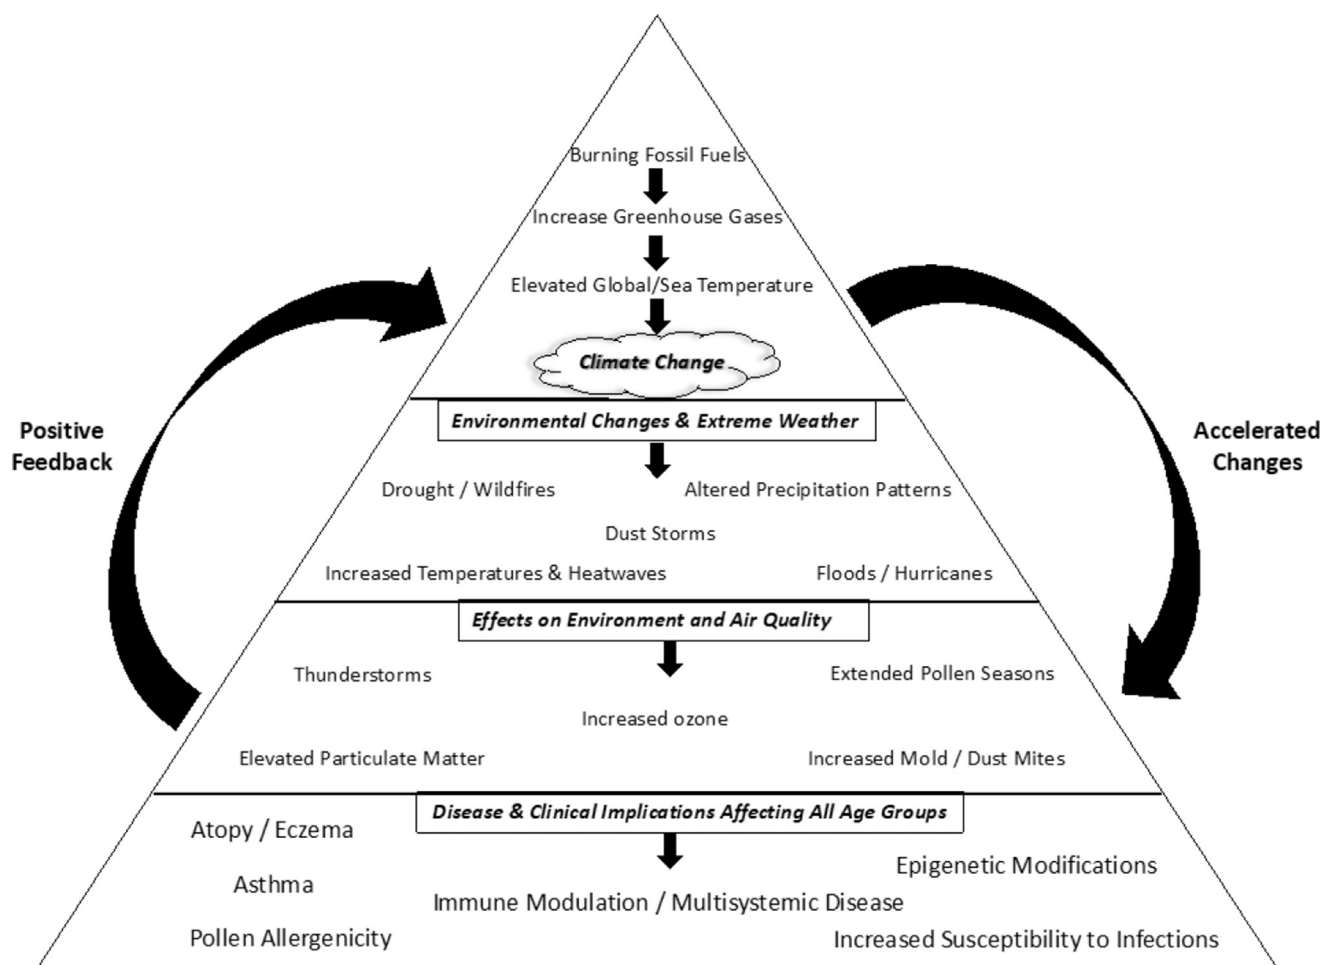 Burning Fossil Fuels
Increase Greenhouse Gases
Elevated Global/Sea Temperature
Climate Change
Environmental Changes & Extreme Weather
Positive
Feedback
Accelerated
Changes
Drought / Wildfires
Altered Precipitation Patterns
Dust Storms
Increased Temperatures & Heatwaves
Floods / Hurricanes
Effects on Environment and Air Quality
Thunderstorms
Extended Pollen Seasons
Increased ozone
Elevated Particulate Matter
Increased Mold / Dust Mites
Disease & Clinical Implications Affecting All Age Groups
Atopy / Eczema
Epigenetic Modifications
Asthma
Immune Modulation / Multisystemic Disease
Pollen Allergenicity
Increased Susceptibility to Infections